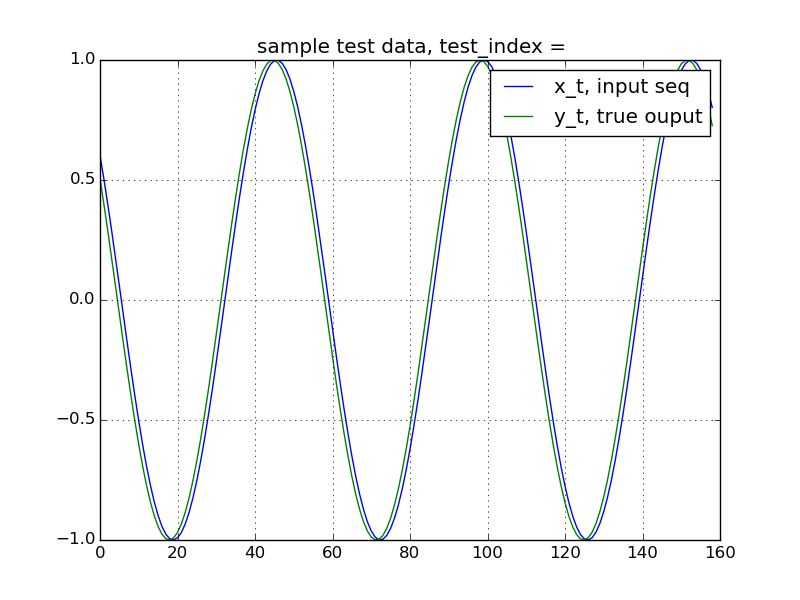 sample test data, test_index =
x_t, input seq
y_t, true ouput
1.0
0.5
0.0
−0.5
−1.0
0 20 40 60 80 100 120 140 160